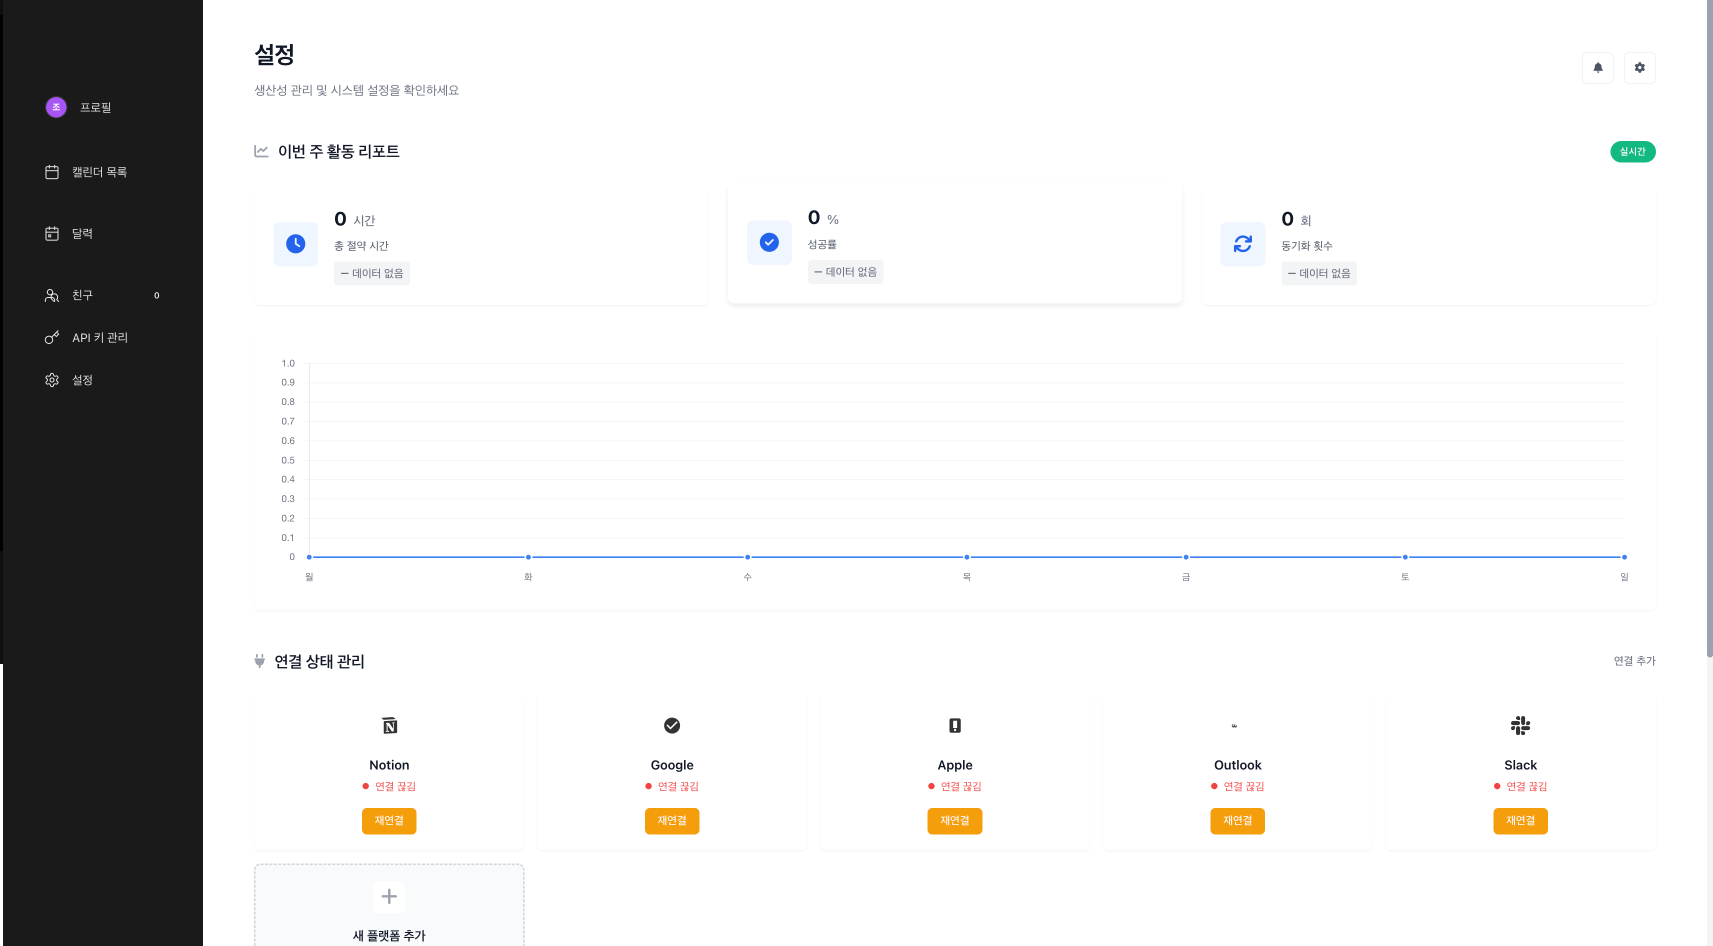 조 프로필
캘린더 목록
달력
친구 0
API 키 관리
설정
설정
생산성 관리 및 시스템 설정을 확인하세요
이번 주 활동 리포트
실시간
0 시간
총 절약 시간
– 데이터 없음
0 %
성공률
– 데이터 없음
0 회
동기화 횟수
– 데이터 없음
1.0
0.9
0.8
0.7
0.6
0.5
0.4
0.3
0.2
0.1
0
월 화 수 목 금 토 일
연결 상태 관리
연결 추가
Notion
연결 끊김
재연결
Google
연결 끊김
재연결
Apple
연결 끊김
재연결
Outlook
연결 끊김
재연결
Slack
연결 끊김
재연결
새 플랫폼 추가